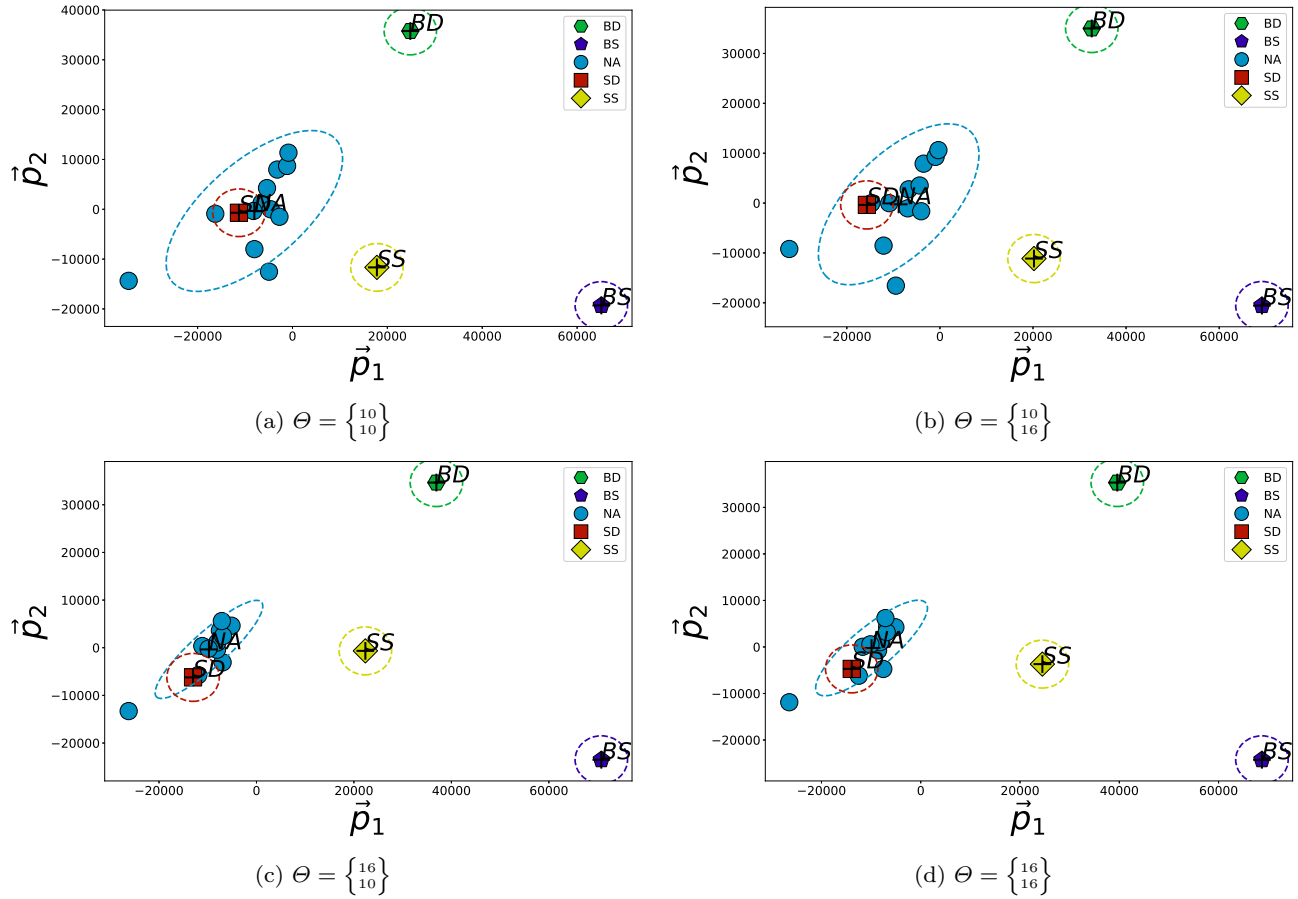 40000
30000
20000
10000
0
−10000
−20000
−20000 0 20000 40000 60000
p⃗2
p⃗1
BD
SD
NA
SS
BS
BD
BS
NA
SD
SS
(a) Θ = {10 10}
30000
20000
10000
0
−10000
−20000
−20000 0 20000 40000 60000
p⃗2
p⃗1
BD
SD
NA
SS
BS
BD
BS
NA
SD
SS
(b) Θ = {10 16}
30000
20000
10000
0
−10000
−20000
−20000 0 20000 40000 60000
p⃗2
p⃗1
BD
NA
SD
SS
BS
BD
BS
NA
SD
SS
(c) Θ = {16 10}
30000
20000
10000
0
−10000
−20000
−20000 0 20000 40000 60000
p⃗2
p⃗1
BD
NA
SD
SS
BS
BD
BS
NA
SD
SS
(d) Θ = {16 16}